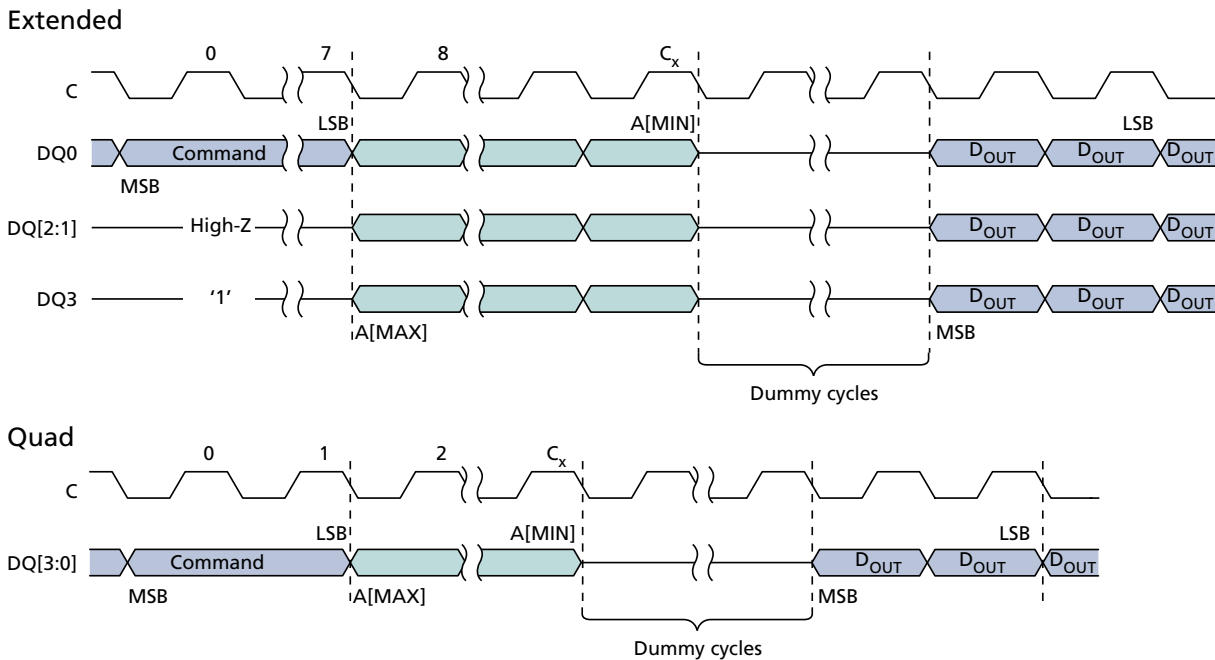 Extended
0 7 8 Cx
C
LSB A[MIN] LSB
DQ0 Command DOUT DOUT DOUT
MSB
DQ[2:1] High-Z DOUT DOUT DOUT
DQ3 ‘1’ DOUT DOUT DOUT
A[MAX] MSB
Dummy cycles
Quad
0 1 2 Cx
C
LSB A[MIN] LSB
DQ[3:0] Command DOUT DOUT DOUT
MSB A[MAX] MSB
Dummy cycles